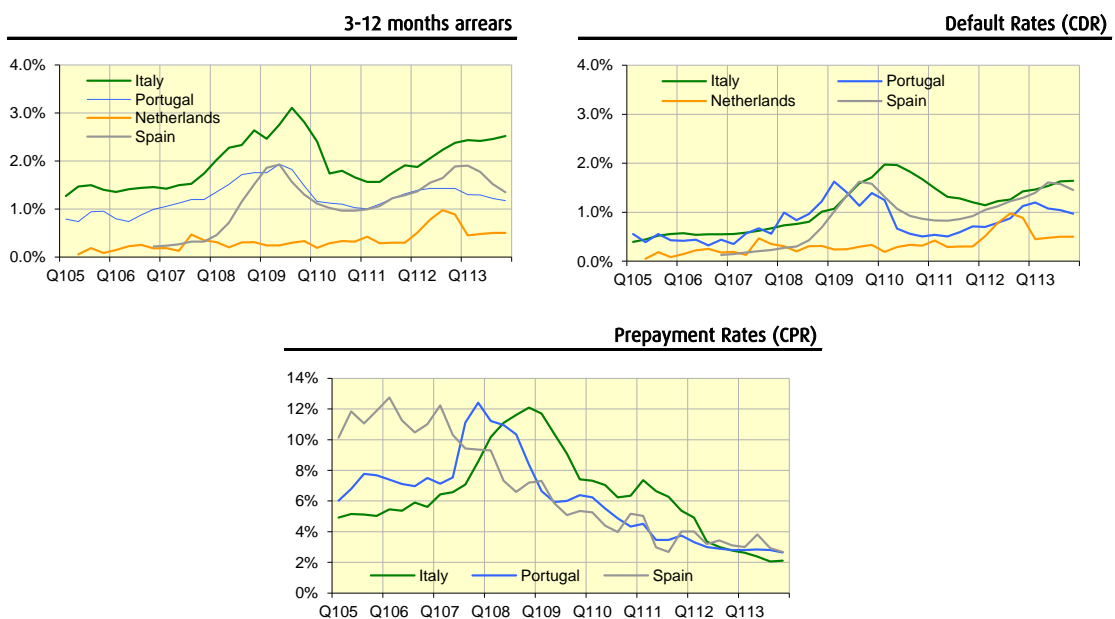 3-12 months arrears
4.0%
3.0%
2.0%
1.0%
0.0%
Italy
Portugal
Netherlands
Spain
Q105 Q106 Q107 Q108 Q109 Q110 Q111 Q112 Q113
Default Rates (CDR)
4.0%
3.0%
2.0%
1.0%
0.0%
Italy Portugal
Netherlands Spain
Q105 Q106 Q107 Q108 Q109 Q110 Q111 Q112 Q113
Prepayment Rates (CPR)
14%
12%
10%
8%
6%
4%
2%
0%
Italy Portugal Spain
Q105 Q106 Q107 Q108 Q109 Q110 Q111 Q112 Q113